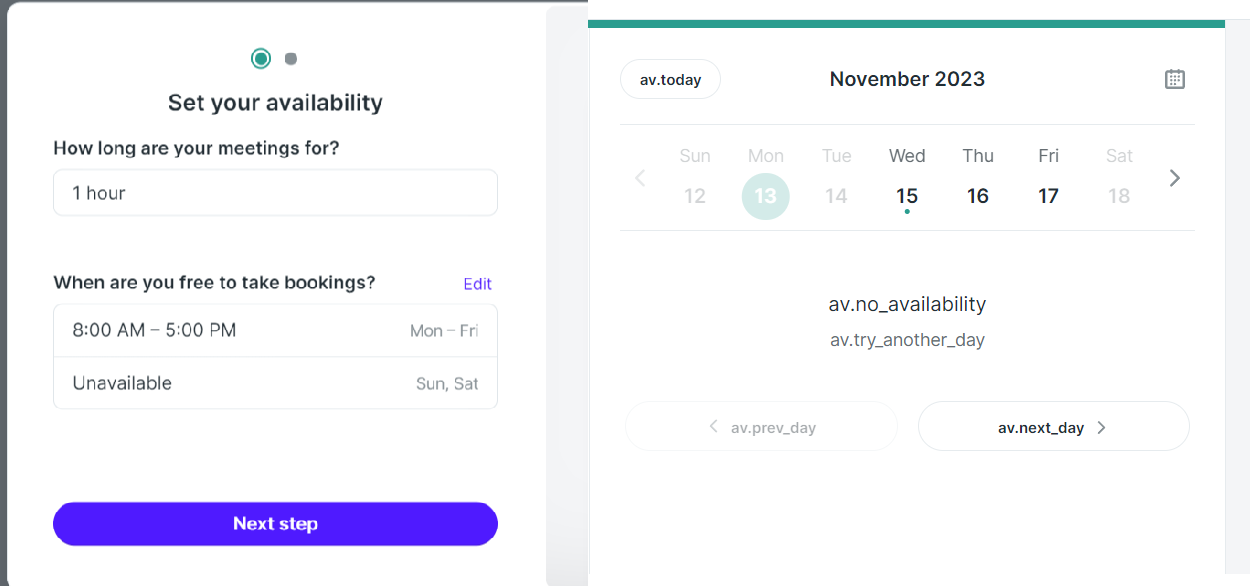 Set your availability
How long are your meetings for?
1 hour
When are you free to take bookings? Edit
8:00 AM – 5:00 PM Mon – Fri
Unavailable Sun, Sat
Next step
av.today November 2023
Sun Mon Tue Wed Thu Fri Sat
12 13 14 15 16 17 18
av.no_availability
av.try_another_day
av.prev_day av.next_day